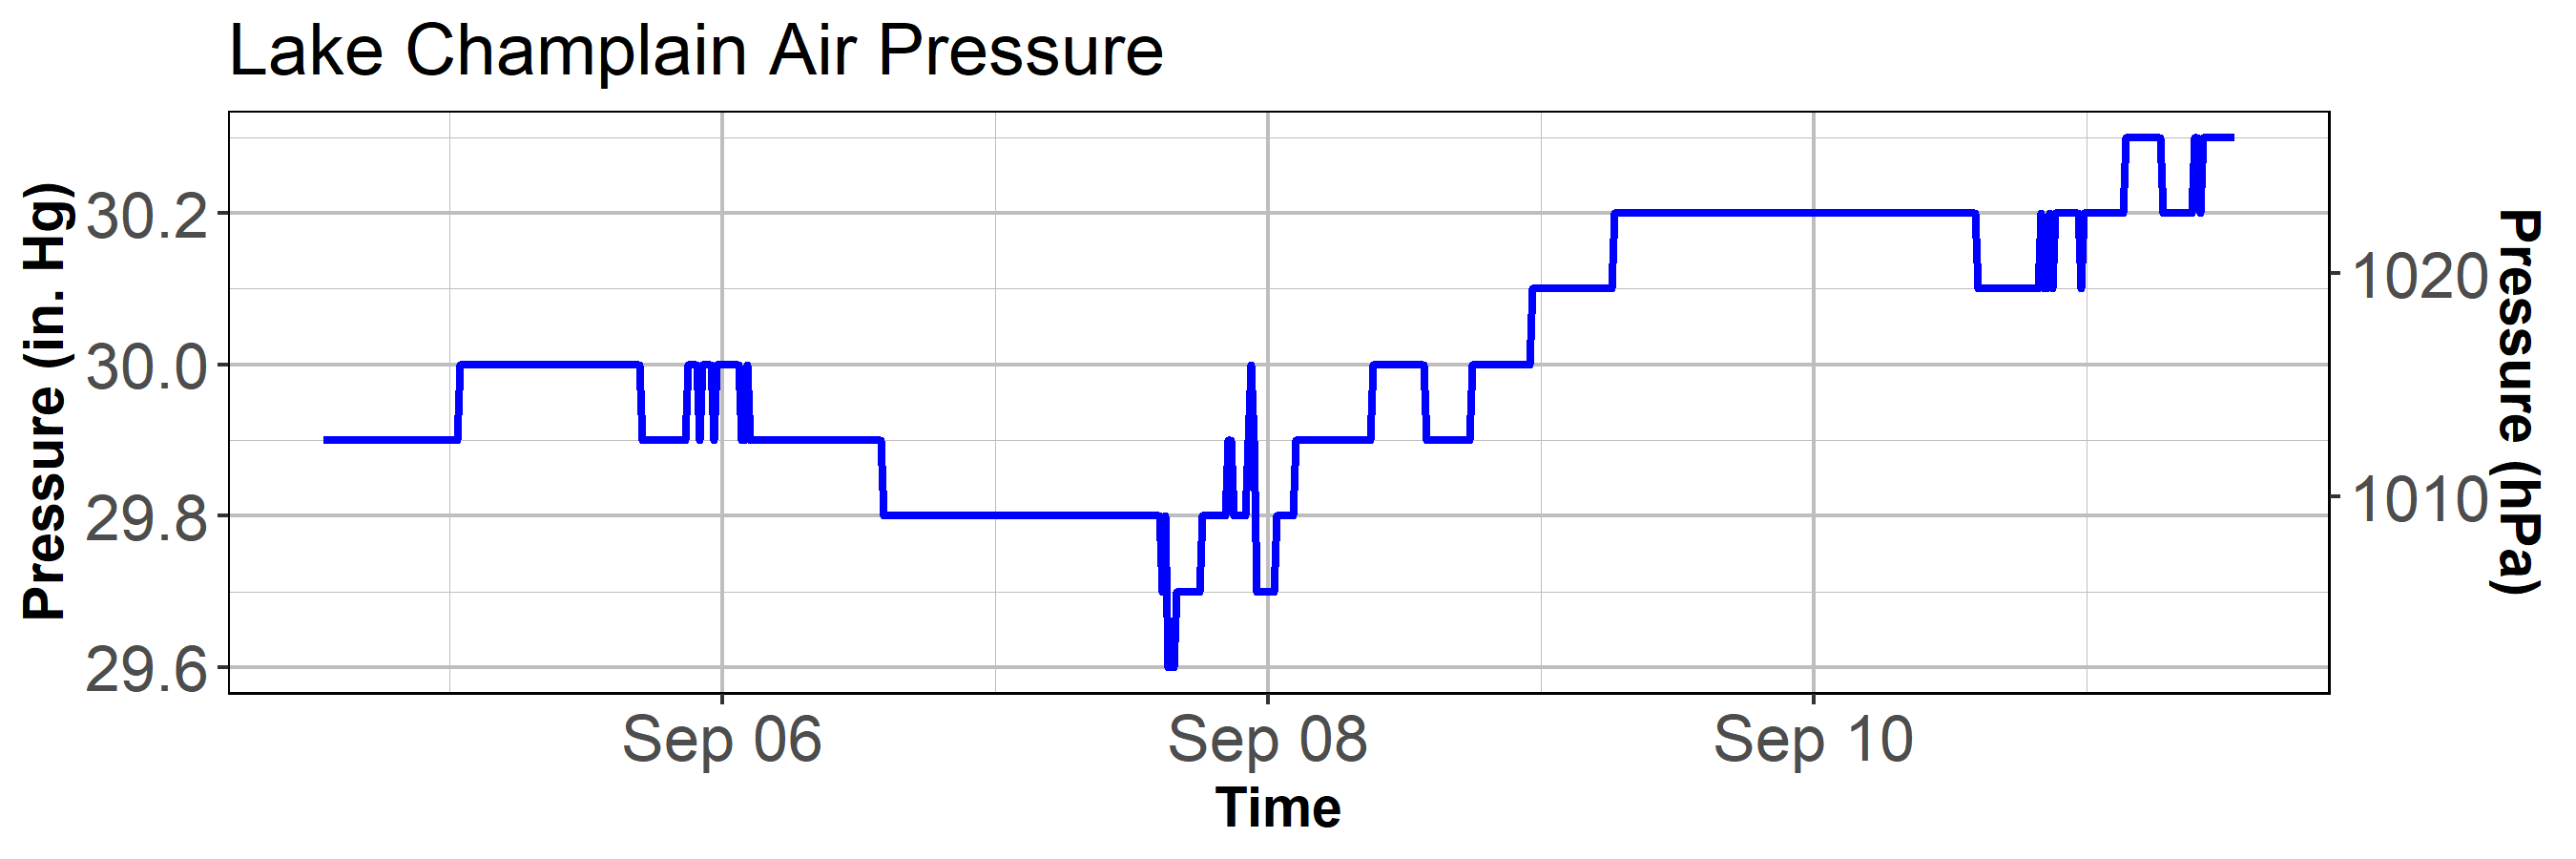 Lake Champlain Air Pressure
Pressure (in. Hg)
30.2
30.0
29.8
29.6
1020
1010
Pressure (hPa)
Sep 06 Sep 08 Sep 10
Time